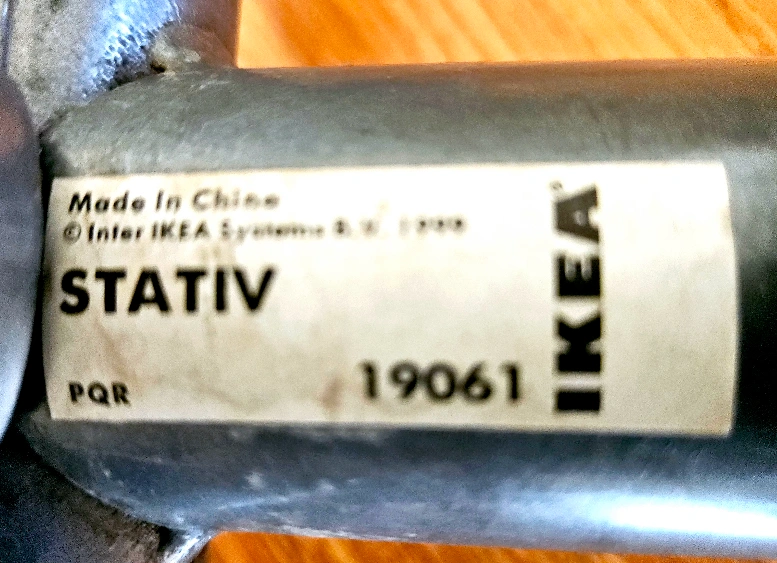 Made In China
© Inter IKEA Systems B.V. 1999
STATIV
PQR
19061
IKEA